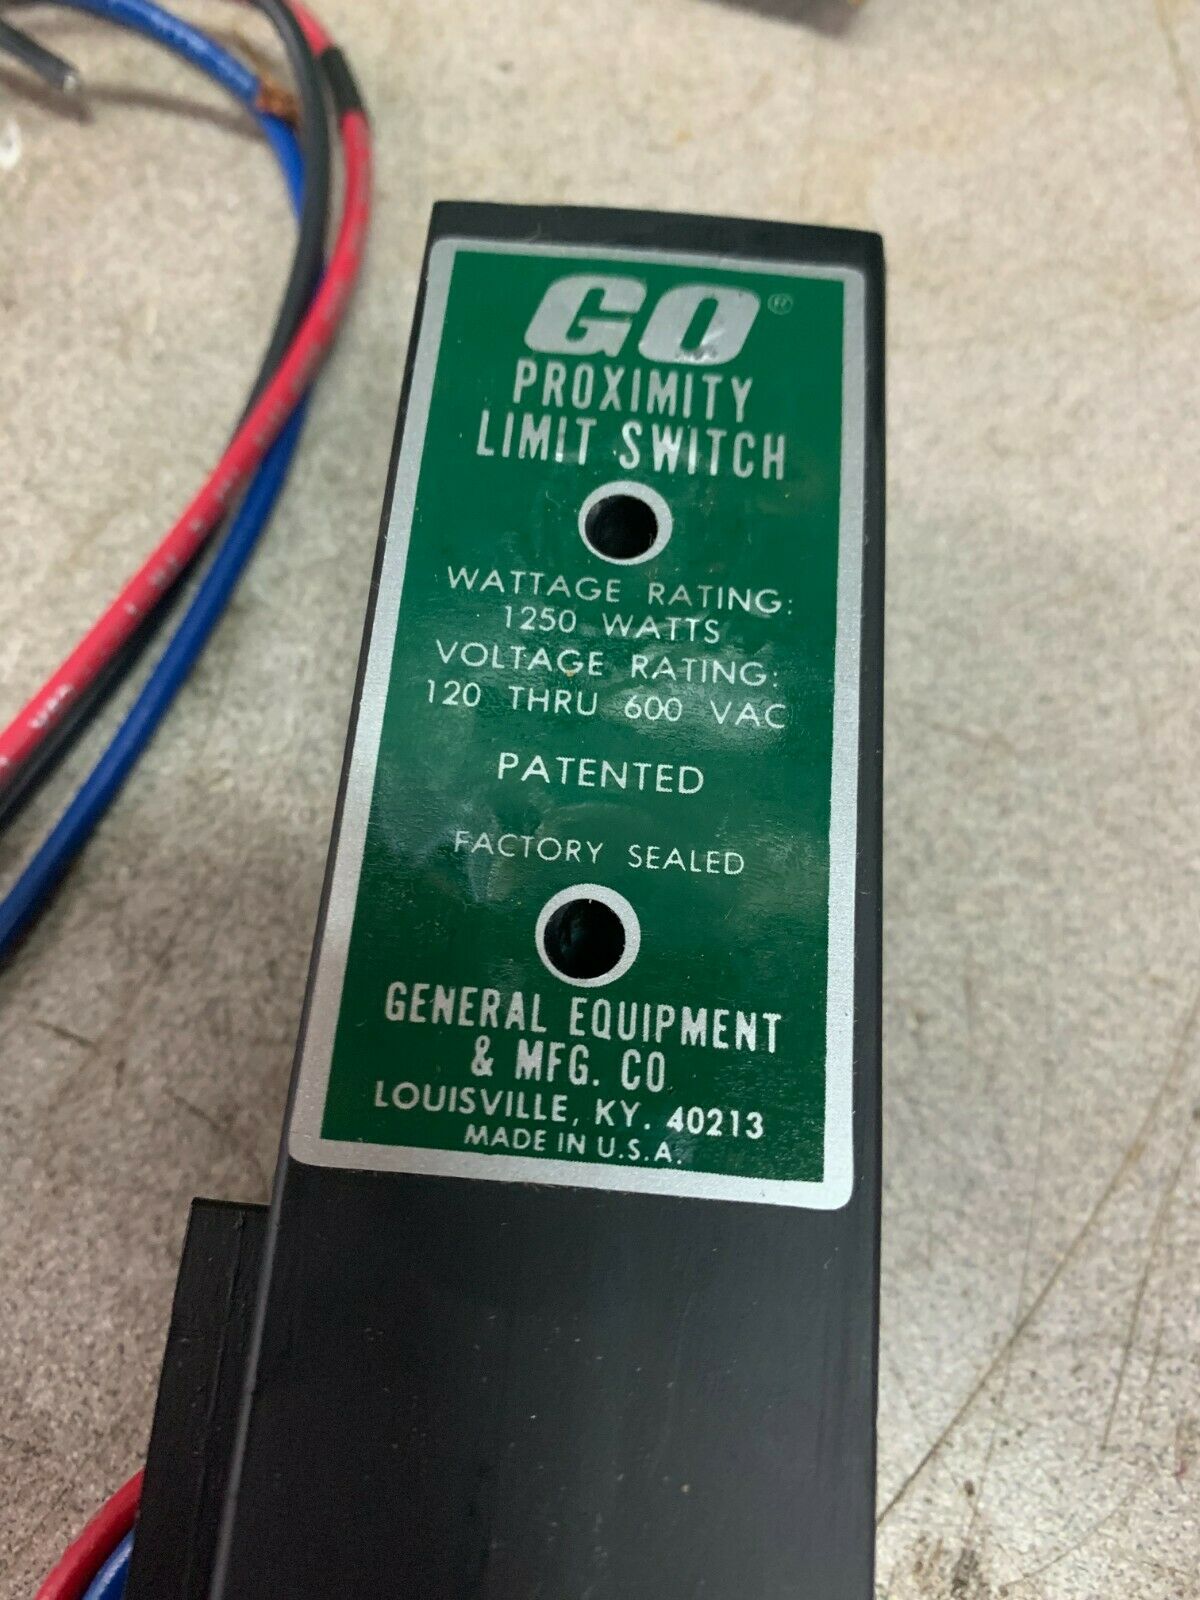 GO®
PROXIMITY
LIMIT SWITCH
WATTAGE RATING:
1250 WATTS
VOLTAGE RATING:
120 THRU 600 VAC
PATENTED
FACTORY SEALED
GENERAL EQUIPMENT
& MFG. CO
LOUISVILLE, KY. 40213
MADE IN U.S.A.